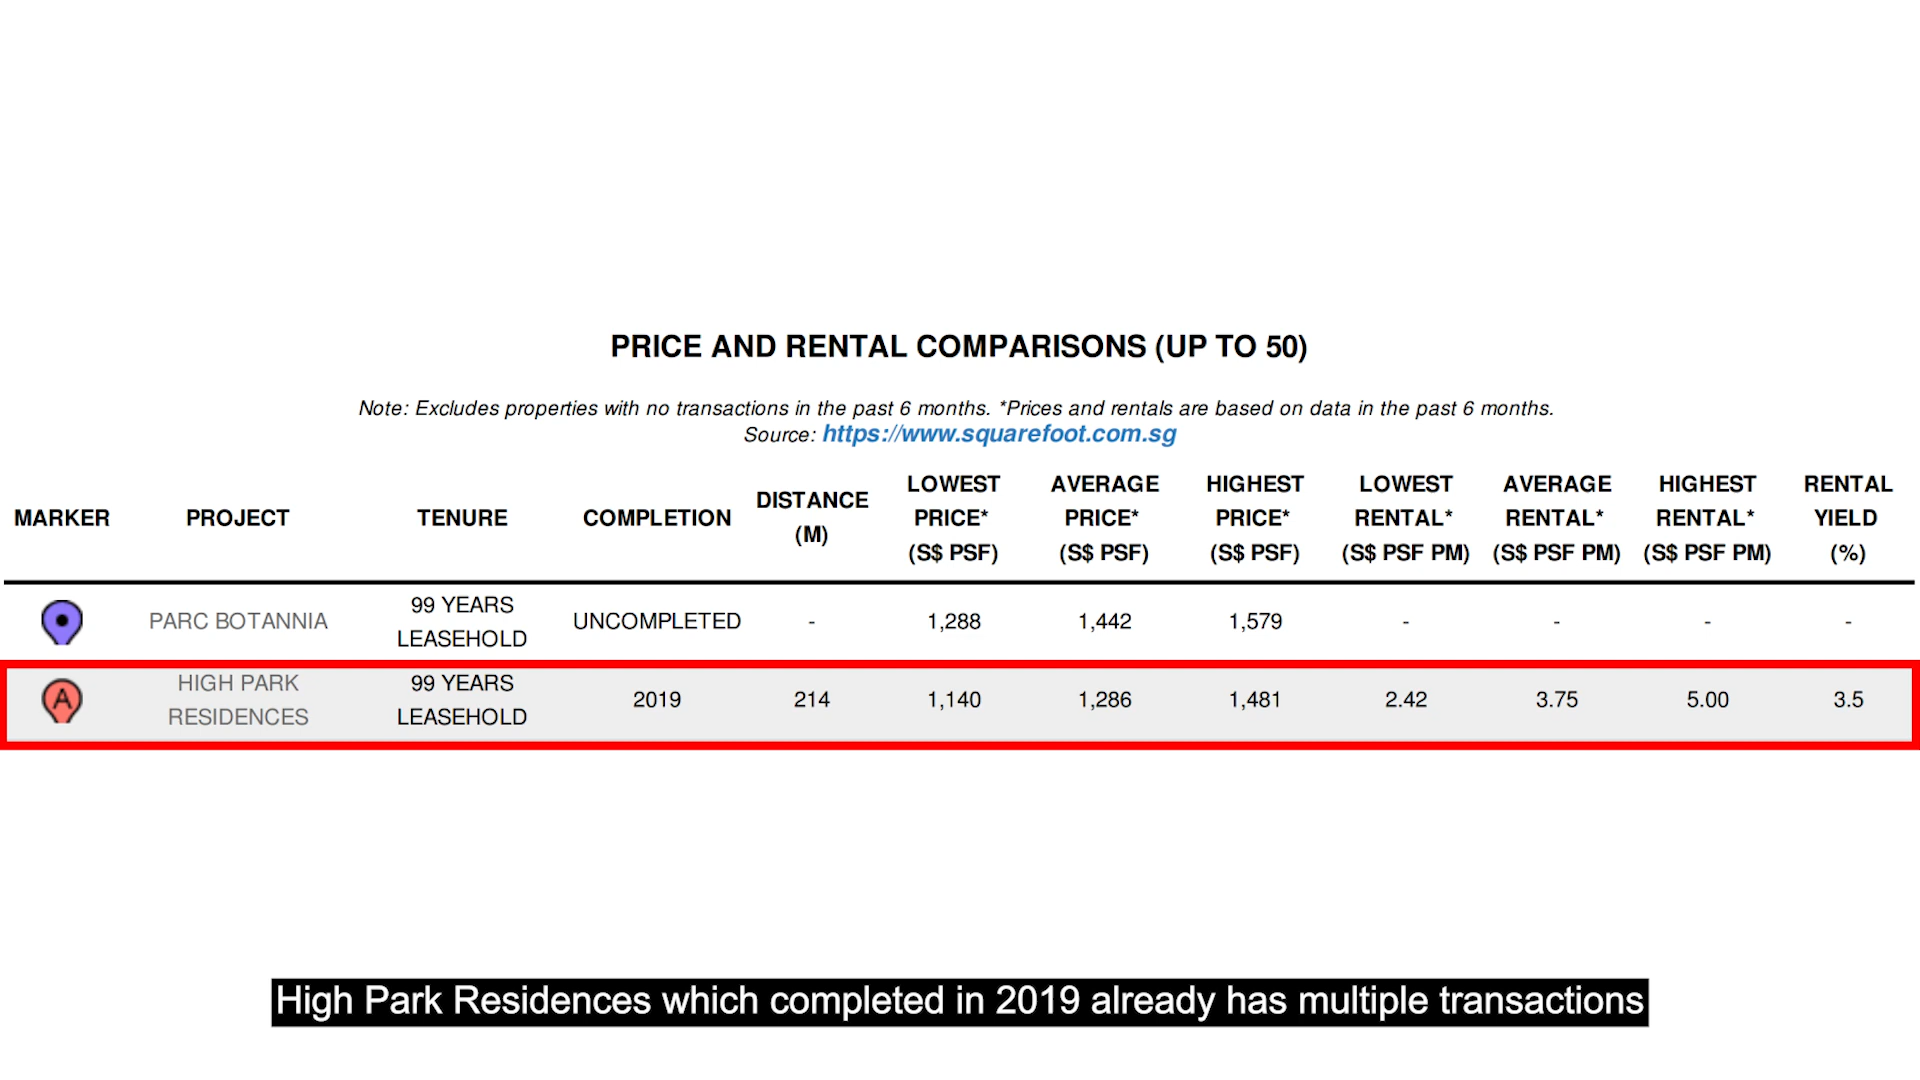 PRICE AND RENTAL COMPARISONS (UP TO 50)
Note: Excludes properties with no transactions in the past 6 months. *Prices and rentals are based on data in the past 6 months.
Source: https://www.squarefoot.com.sg
MARKER PROJECT TENURE COMPLETION DISTANCE (M) LOWEST PRICE* (S$ PSF) AVERAGE PRICE* (S$ PSF) HIGHEST PRICE* (S$ PSF) LOWEST RENTAL* (S$ PSF PM) AVERAGE RENTAL* (S$ PSF PM) HIGHEST RENTAL* (S$ PSF PM) RENTAL YIELD (%)
PARC BOTANNIA 99 YEARS LEASEHOLD UNCOMPLETED - 1,288 1,442 1,579 - - - -
A HIGH PARK RESIDENCES 99 YEARS LEASEHOLD 2019 214 1,140 1,286 1,481 2.42 3.75 5.00 3.5
High Park Residences which completed in 2019 already has multiple transactions